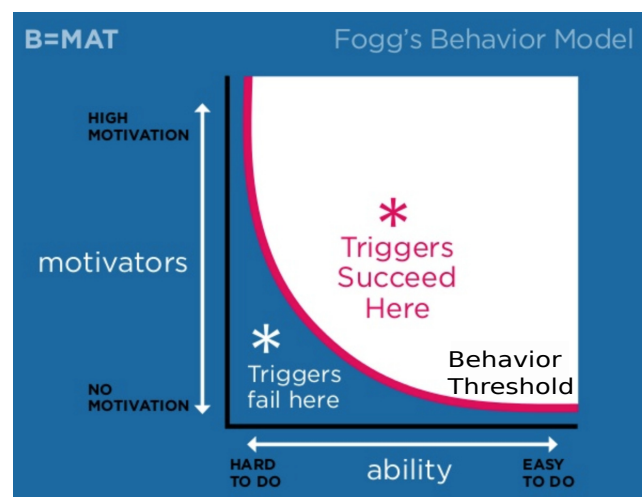 B=MAT
Fogg's Behavior Model
HIGH
MOTIVATION
motivators
*
Triggers
Succeed
Here
*
Triggers
fail here
Behavior
Threshold
NO
MOTIVATION
HARD
TO DO
ability
EASY
TO DO